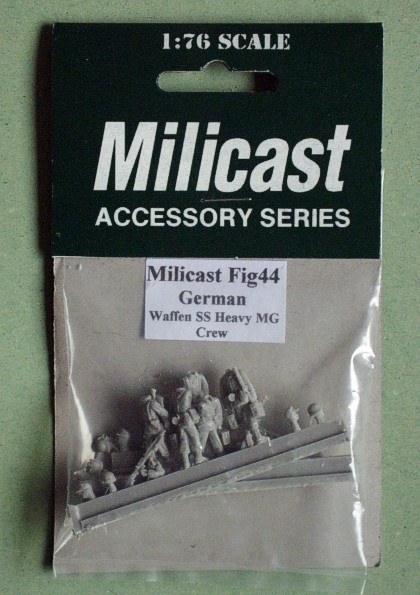 1:76 SCALE
Milicast
ACCESSORY SERIES
Milicast Fig44
German
Waffen SS Heavy MG
Crew